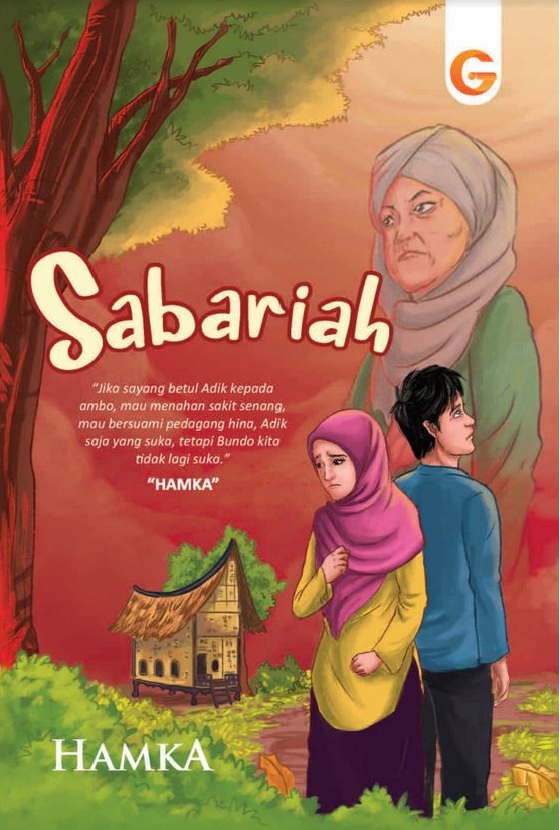 G
Sabariah
“Jika sayang betul Adik kepada
ambo, mau menahan sakit senang,
mau bersuami pedagang hina, Adik
saja yang suka, tetapi Bundo kita
tidak lagi suka.”
“HAMKA”
HAMKA